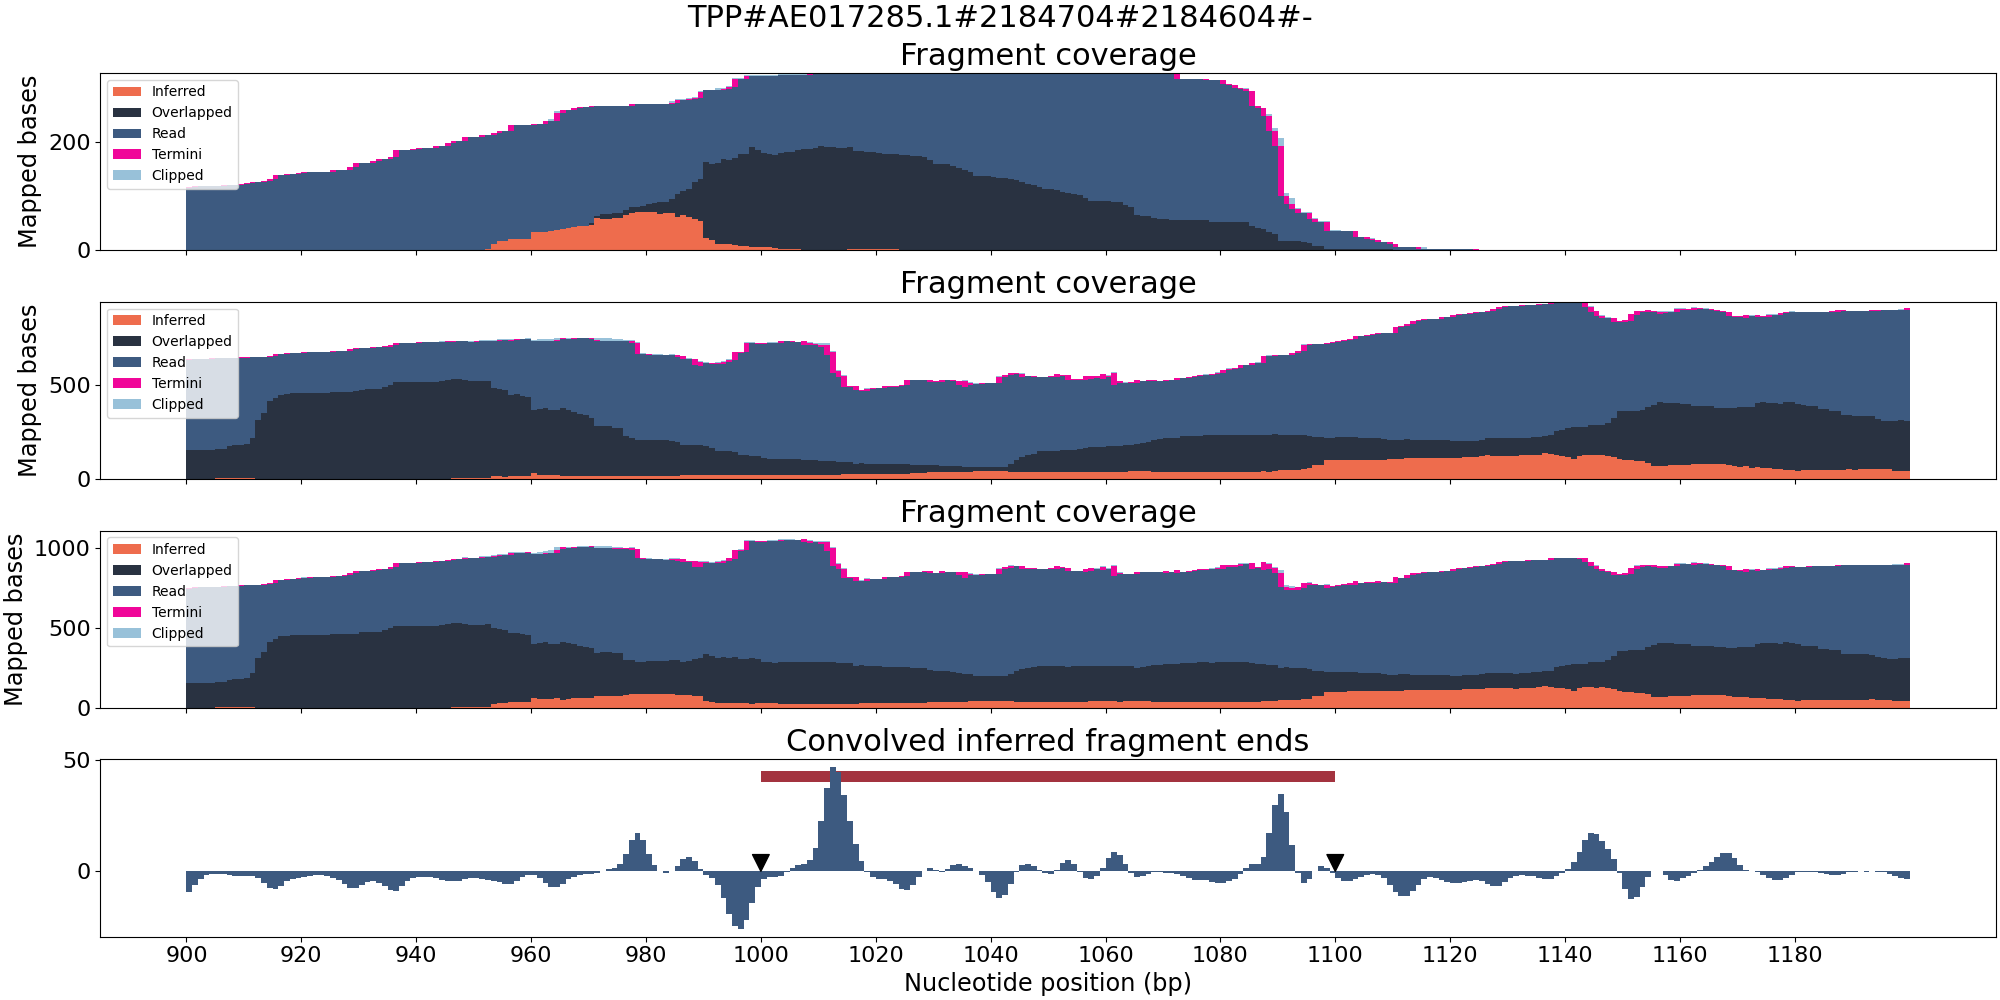 TPP#AE017285.1#2184704#2184604#-
Fragment coverage
Mapped bases
200
0
Inferred
Overlapped
Read
Termini
Clipped
Fragment coverage
Mapped bases
500
0
Inferred
Overlapped
Read
Termini
Clipped
Fragment coverage
Mapped bases
1000
500
0
Inferred
Overlapped
Read
Termini
Clipped
Convolved inferred fragment ends
50
0
900 920 940 960 980 1000 1020 1040 1060 1080 1100 1120 1140 1160 1180
Nucleotide position (bp)